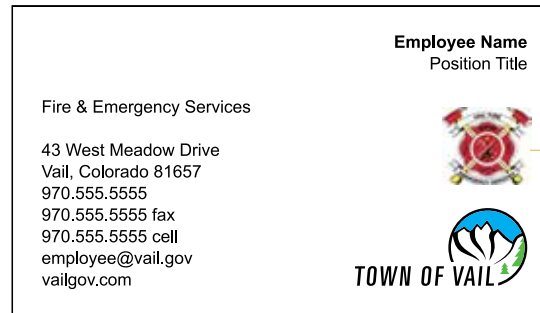 Employee Name
Position Title
Fire & Emergency Services
43 West Meadow Drive
Vail, Colorado 81657
970.555.5555
970.555.5555 fax
970.555.5555 cell
employee@vail.gov
vailgov.com
TOWN OF VAIL